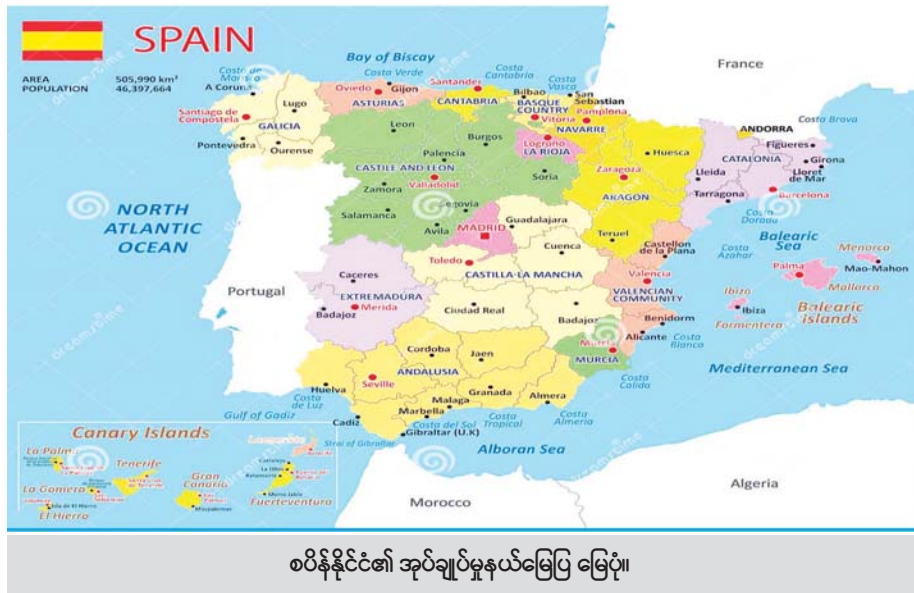 SPAIN
AREA 505,990 km²
POPULATION 46,397,664
Bay of Biscay
France
Costa Verde
Costa Cantabria
Costa Vasca
A Coruna
Lugo
Oviedo
Gijon
Santander
Bilbao
San Sebastian
ASTURIAS
CANTABRIA
BASQUE COUNTRY
Vitoria
Pamplona
NAVARRE
ANDORRA
Costa Brava
Santiago de Compostela
GALICIA
Pontevedra
Ourense
Leon
Burgos
Logroño
LA RIOJA
Huesca
Figueres
Girona
CATALONIA
Lloret de Mar
Palencia
CASTILE AND LEON
Valladolid
Zamora
Soria
Zaragoza
ARAGON
Lleida
Tarragona
Barcelona
Costa Dorada
NORTH ATLANTIC OCEAN
Salamanca
Segovia
Avila
MADRID
Guadalajara
Teruel
Castellon de la Plana
Costa Azahar
Balearic Sea
Menorca
Mao-Mahon
Palma
Mallorca
Toledo
Cuenca
CASTILLA-LA MANCHA
Valencia
VALENCIAN COMMUNITY
Ibiza
Ibiza
Formentera
Balearic islands
Portugal
Caceres
EXTREMADURA
Badajoz
Merida
Ciudad Real
Badajoz
Benidorm
Alicante
Costa Blanca
Murcia
MURCIA
Costa Calida
Mediterranean Sea
Cordoba
Jaen
ANDALUSIA
Seville
Huelva
Costa de Luz
Granada
Almera
Malaga
Marbella
Costa del Sol
Costa Tropical
Costa Almeria
Gulf of Gadiz
Cadiz
Gibraltar (U.K)
Strai of Gibraltar
Alboran Sea
Morocco
Algeria
Canary Islands
La Palma
Tenerife
La Gomera
El Hierro
Gran Canaria
Fuerteventura
စပိန်နိုင်ငံ၏ အုပ်ချုပ်မှုနယ်မြေပြ မြေပုံ။